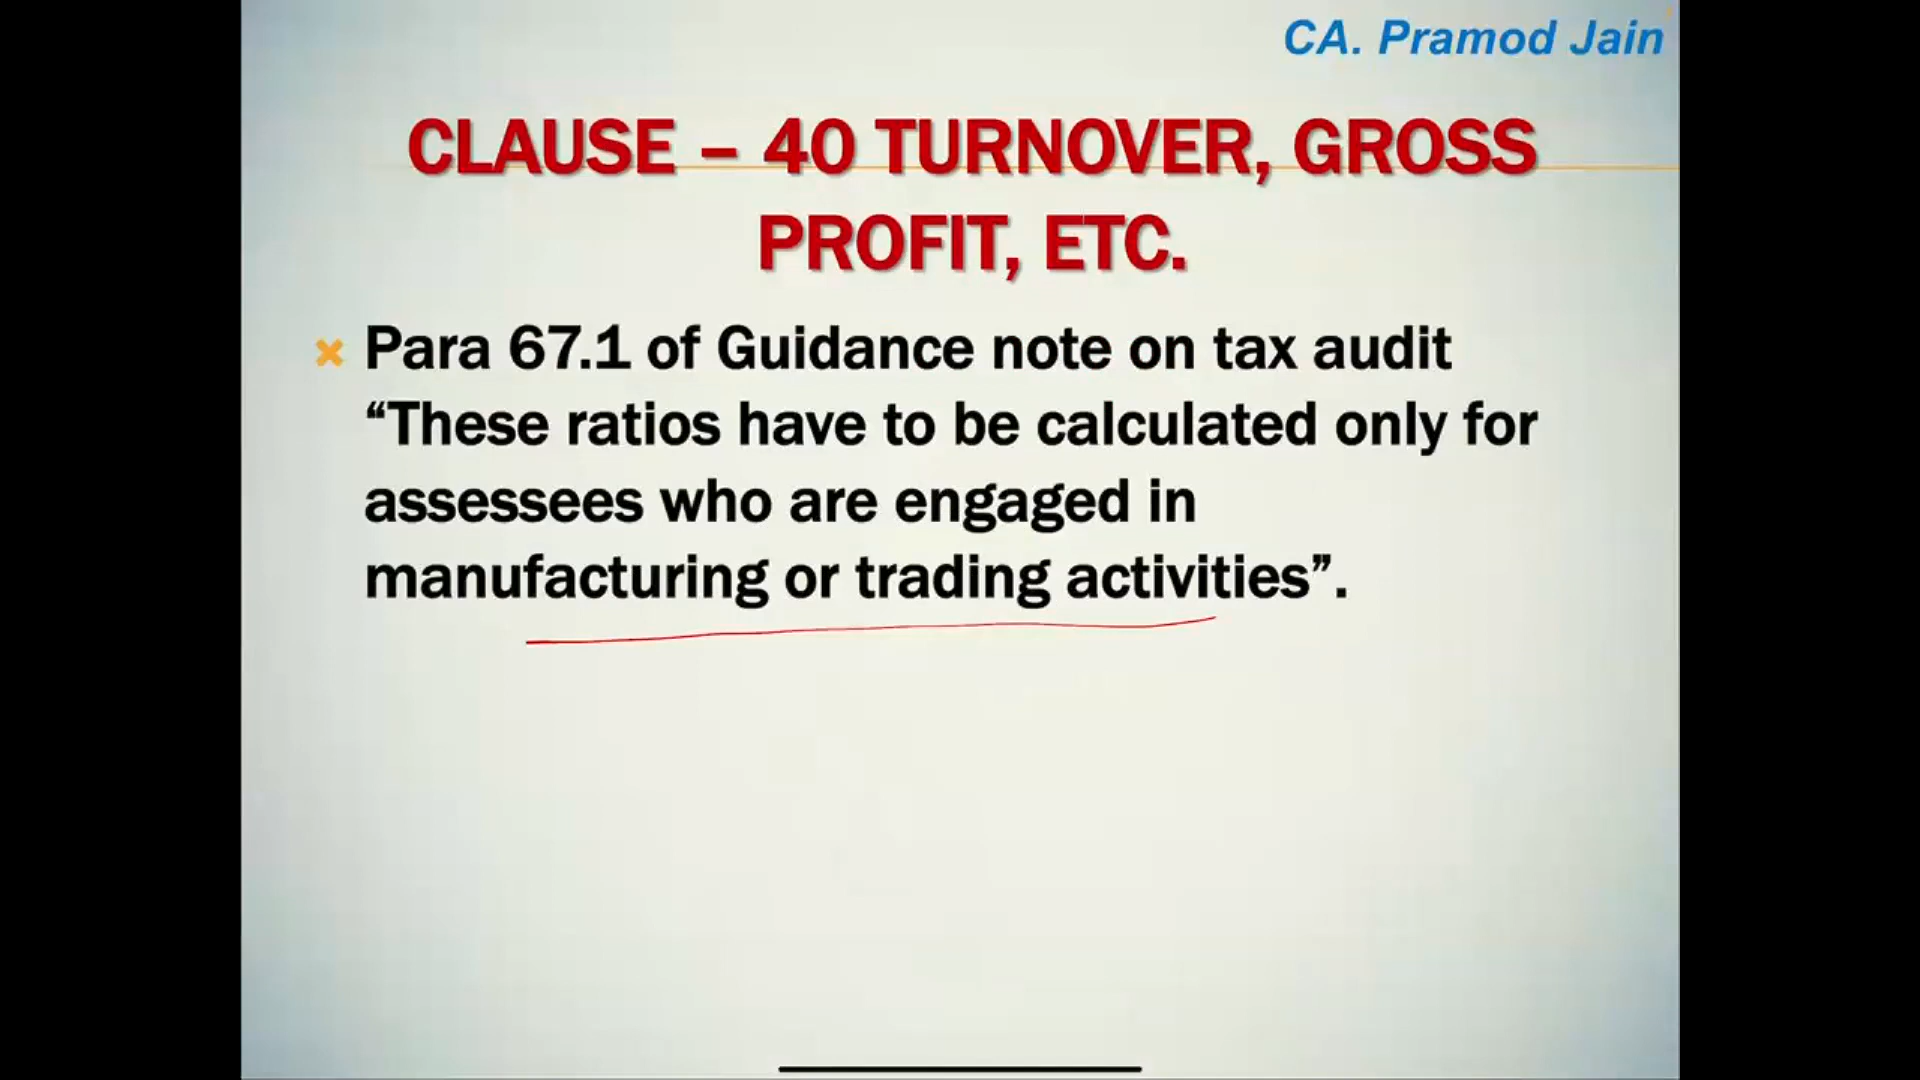 CA. Pramod Jain
CLAUSE – 40 TURNOVER, GROSS
PROFIT, ETC.
Para 67.1 of Guidance note on tax audit
“These ratios have to be calculated only for
assessees who are engaged in
manufacturing or trading activities”.